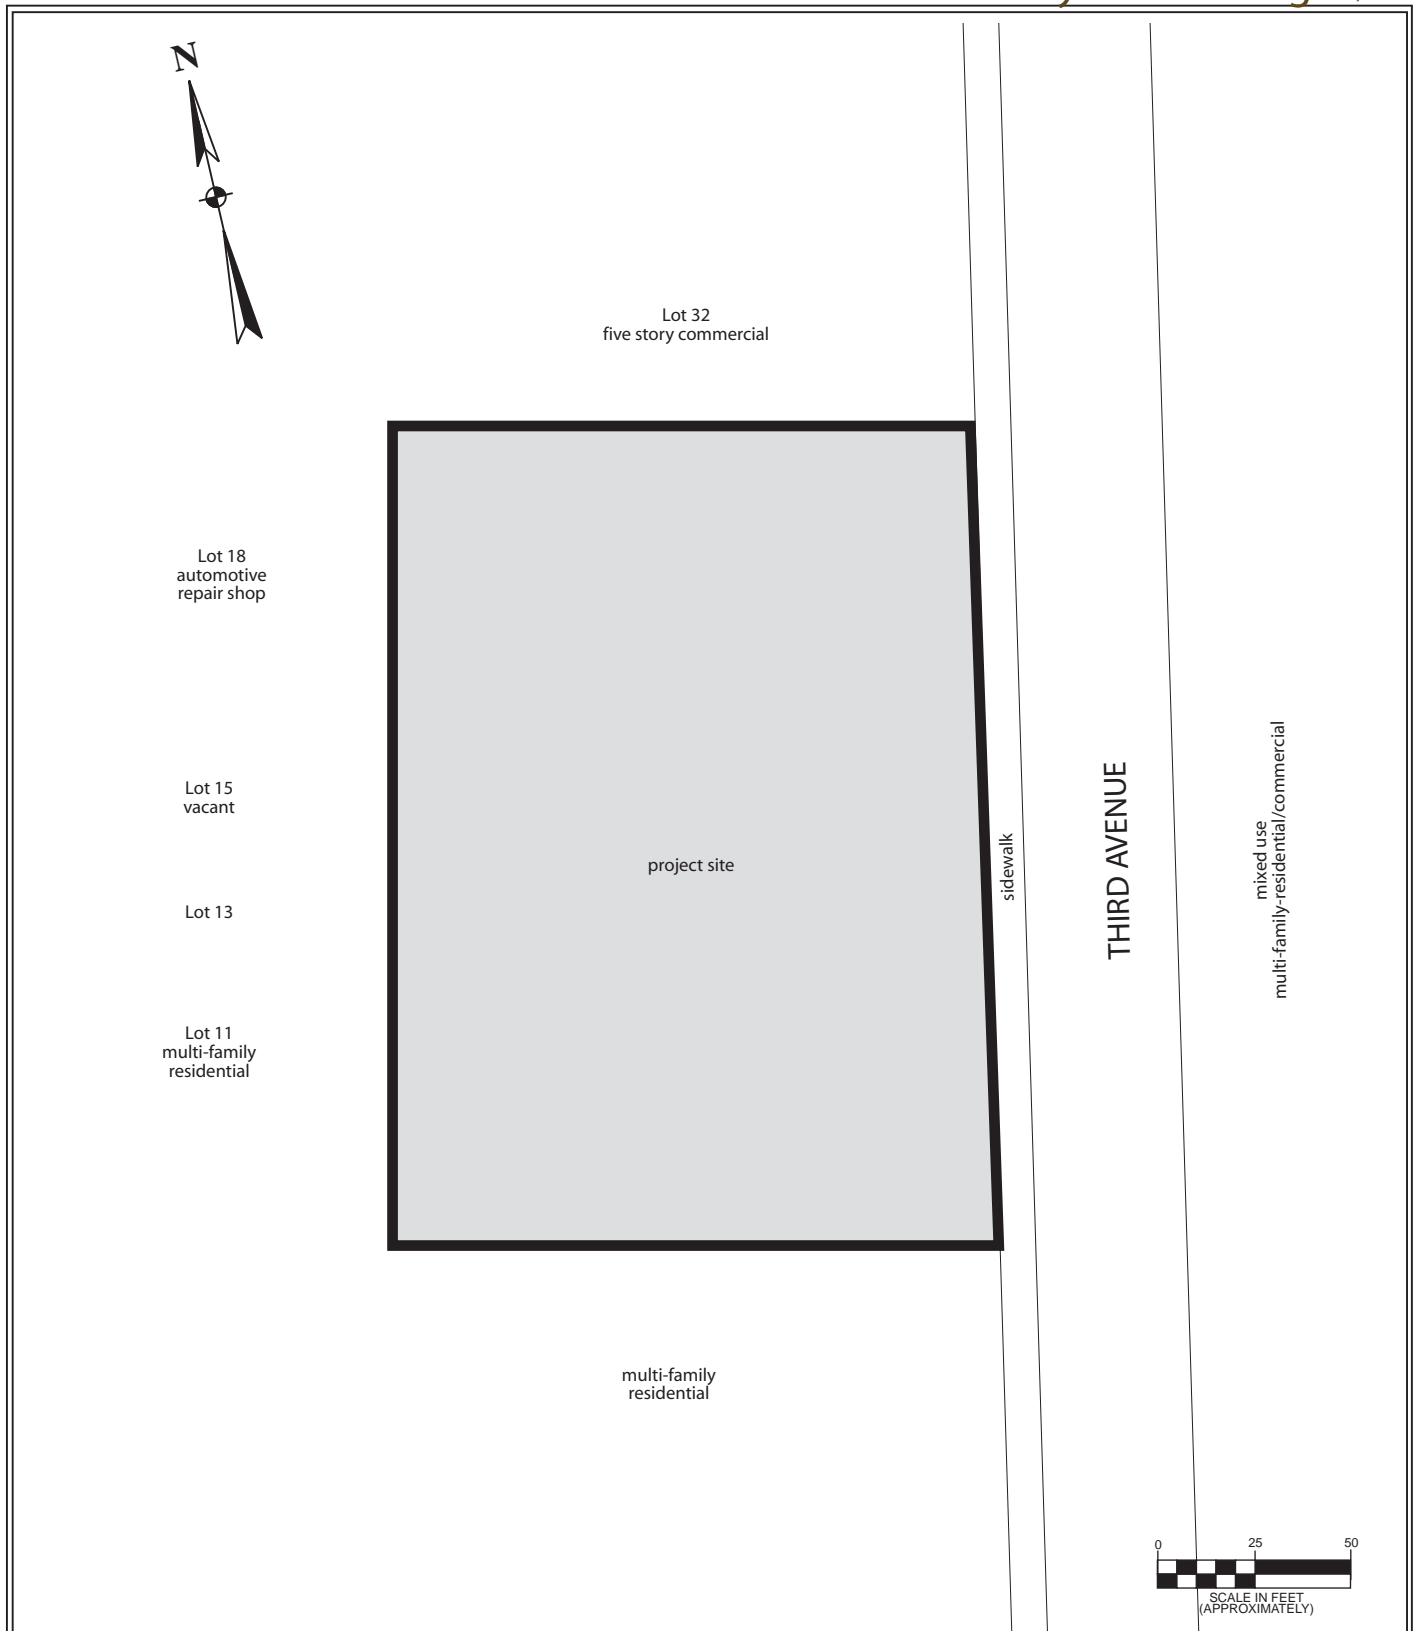 N
Lot 32
five story commercial
Lot 18
automotive
repair shop
Lot 15
vacant
project site
sidewalk
THIRD AVENUE
mixed use
multi-family-residential/commercial
Lot 13
Lot 11
multi-family
residential
multi-family
residential
0 25 50
SCALE IN FEET
(APPROXIMATELY)